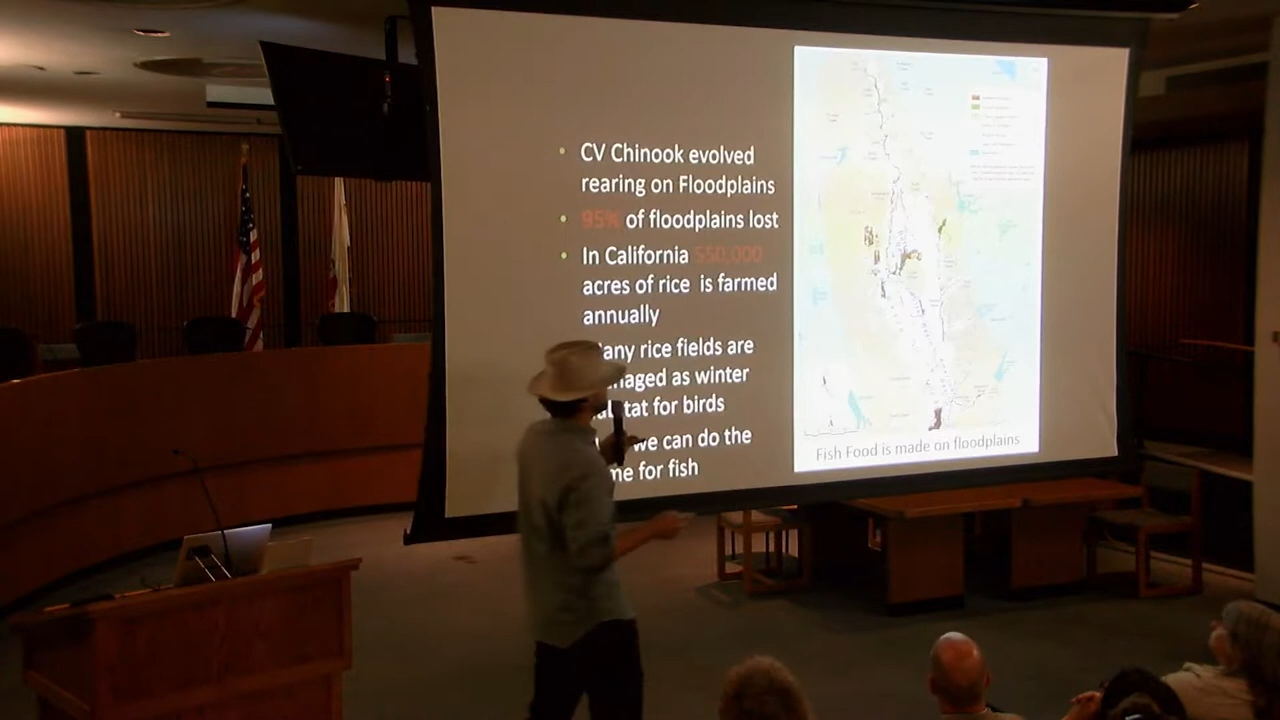 CV Chinook evolved
rearing on Floodplains
95% of floodplains lost
In California 550,000
acres of rice is farmed
annually
any rice fields are
naged as winter
tat for birds
we can do the
me for fish
Fish Food is made on floodplains